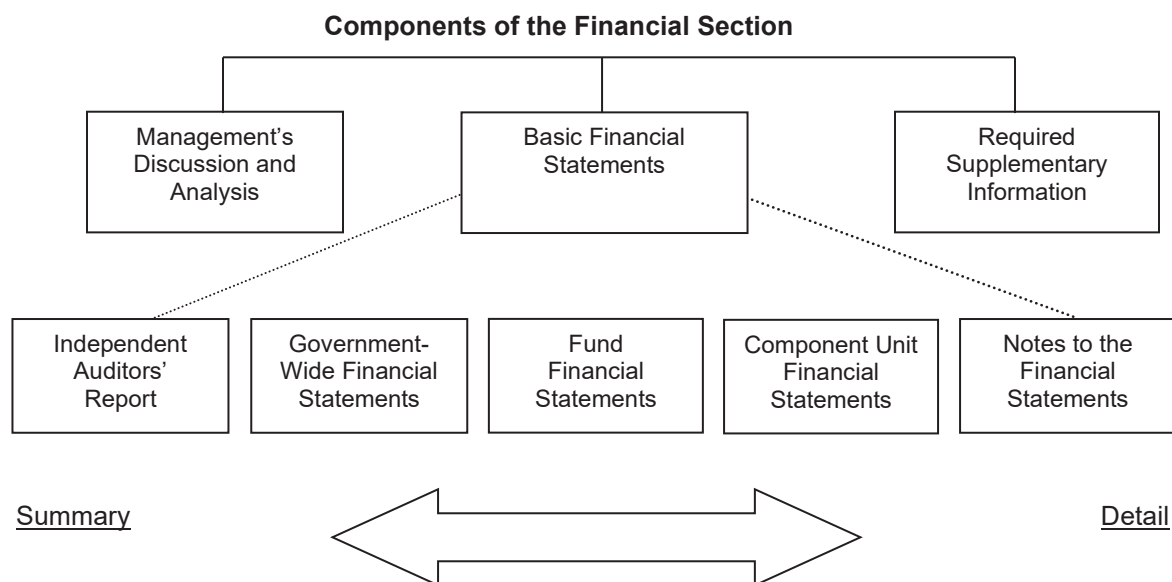 Components of the Financial Section
Management’s
Discussion and
Analysis
Basic Financial
Statements
Required
Supplementary
Information
Independent
Auditors’
Report
Government-
Wide Financial
Statements
Fund
Financial
Statements
Component Unit
Financial
Statements
Notes to the
Financial
Statements
Summary
Detail